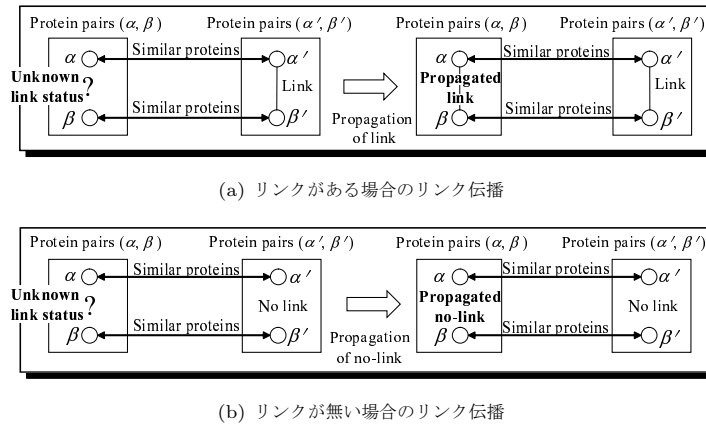 Protein pairs (α, β) Protein pairs (α′, β′) Protein pairs (α, β) Protein pairs (α′, β′)
α Similar proteins α′ α Similar proteins α′
Unknown link status ? Link Propagated link Link
β Similar proteins β′ β Similar proteins β′
Propagation
of link
(a) リンクがある場合のリンク伝播
Protein pairs (α, β) Protein pairs (α′, β′) Protein pairs (α, β) Protein pairs (α′, β′)
α Similar proteins α′ α Similar proteins α′
Unknown link status ? No link Propagated no-link No link
β Similar proteins β′ β Similar proteins β′
Propagation
of no-link
(b) リンクが無い場合のリンク伝播